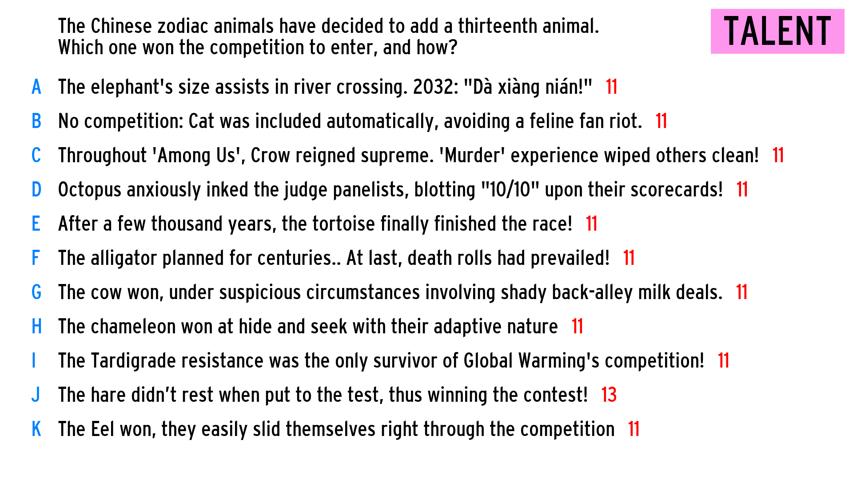 The Chinese zodiac animals have decided to add a thirteenth animal.
TALENT
Which one won the competition to enter, and how?
A The elephant's size assists in river crossing. 2032: "Dà xiàng nián!" 11
B No competition: Cat was included automatically, avoiding a feline fan riot. 11
C Throughout 'Among Us', Crow reigned supreme. 'Murder' experience wiped others clean! 11
D Octopus anxiously inked the judge panelists, blotting "10/10" upon their scorecards! 11
E After a few thousand years, the tortoise finally finished the race! 11
F The alligator planned for centuries.. At last, death rolls had prevailed! 11
G The cow won, under suspicious circumstances involving shady back-alley milk deals. 11
H The chameleon won at hide and seek with their adaptive nature 11
I The Tardigrade resistance was the only survivor of Global Warming's competition! 11
J The hare didn’t rest when put to the test, thus winning the contest! 13
K The Eel won, they easily slid themselves right through the competition 11